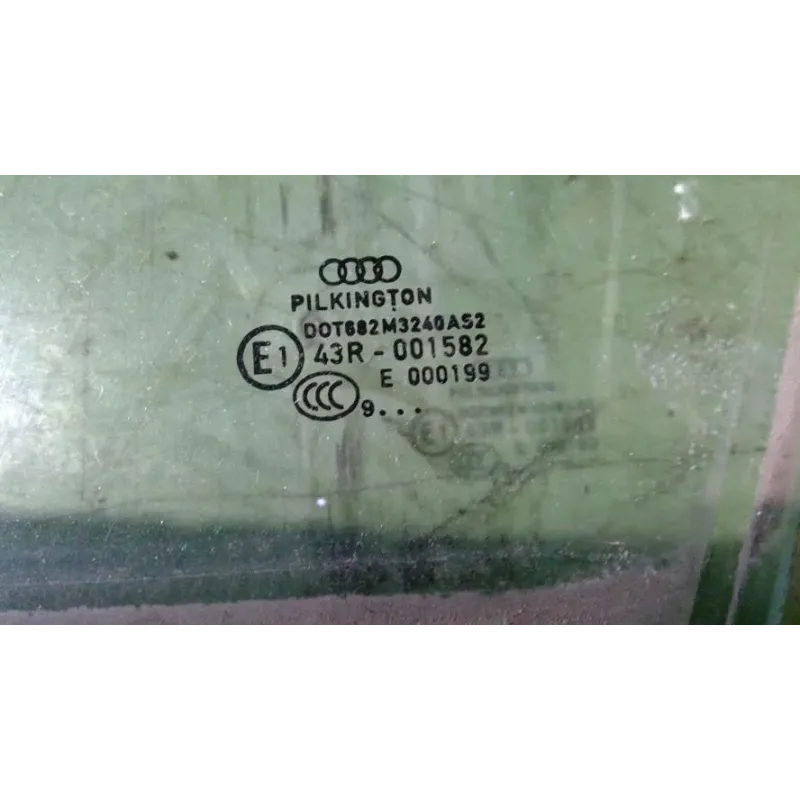 PILKINGTON
DOT682M3240AS2
E1 43R - 001582
E 000199
CCC 9...